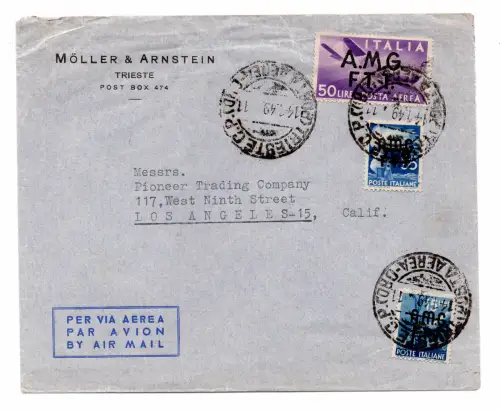 MÖLLER & ARNSTEIN
TRIESTE
POST BOX 474
ITALIA
A.M.G.
F.T.T.
50 LIRE POSTA AEREA
TRIESTE C.P.
Messrs.
Pioneer Trading Company
117,West Ninth Street
LOS ANGELES-15, Calif.
POSTE ITALIANE
PER VIA AEREA
PAR AVION
BY AIR MAIL
POSTE ITALIANE